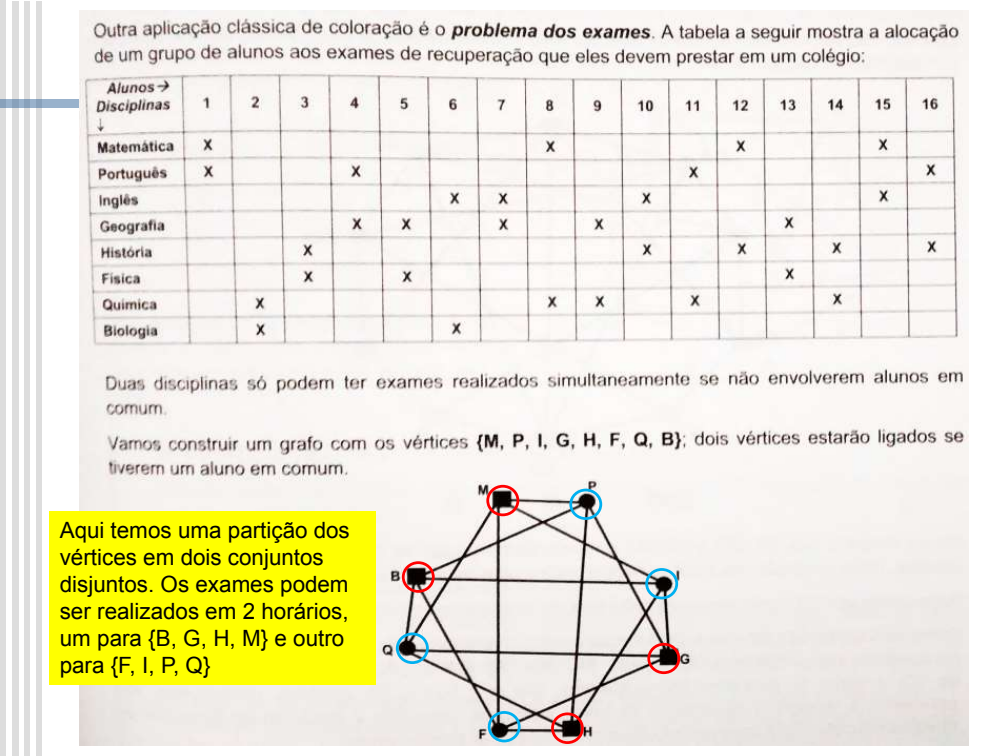 Outra aplicação clássica de coloração é o problema dos exames. A tabela a seguir mostra a alocação
de um grupo de alunos aos exames de recuperação que eles devem prestar em um colégio:
Alunos → Disciplinas ↓ 1 2 3 4 5 6 7 8 9 10 11 12 13 14 15 16
Matemática X X X X
Português X X X X
Inglês X X X X
Geografia X X X X X
História X X X X X
Física X X X
Química X X X X X
Biologia X X
Duas disciplinas só podem ter exames realizados simultaneamente se não envolverem alunos em
comum.
Vamos construir um grafo com os vértices {M, P, I, G, H, F, Q, B}; dois vértices estarão ligados se
tiverem um aluno em comum.
Aqui temos uma partição dos
vértices em dois conjuntos
disjuntos. Os exames podem
ser realizados em 2 horários,
um para {B, G, H, M} e outro
para {F, I, P, Q}
M
P
B
I
Q
G
F
H